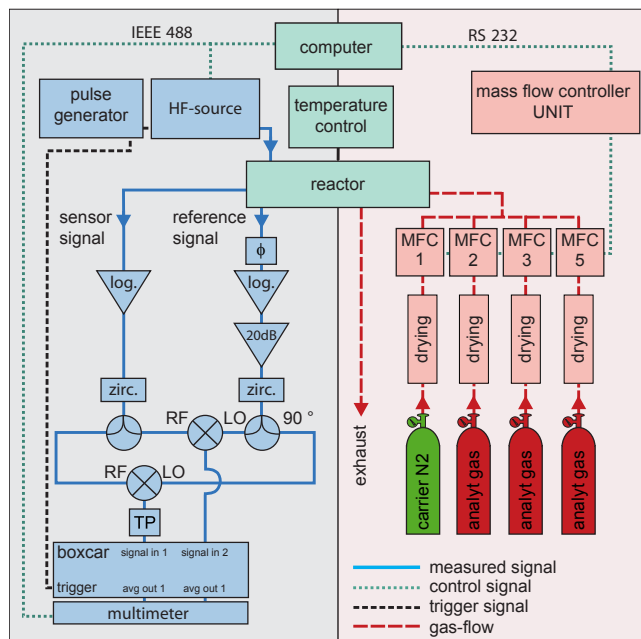 IEEE 488
computer
RS 232
pulse
generator
HF-source
temperature
control
mass flow controller
UNIT
reactor
sensor
signal
reference
signal
ϕ
MFC
1
MFC
2
MFC
3
MFC
5
log.
log.
20dB
drying
drying
drying
drying
zirc.
zirc.
RF
LO
90 °
RF
LO
TP
exhaust
carrier N2
analyt gas
analyt gas
analyt gas
boxcar
signal in 1
signal in 2
trigger
avg out 1
avg out 1
multimeter
measured signal
control signal
trigger signal
gas-flow